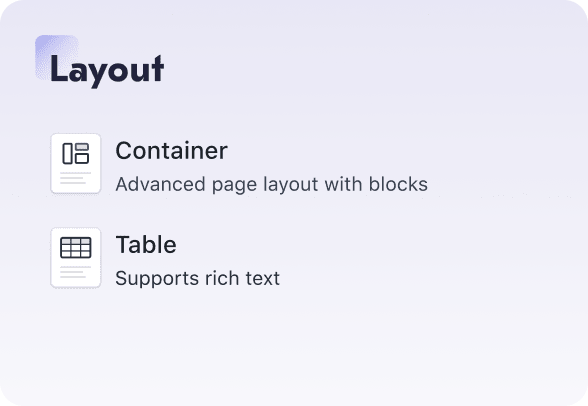 Layout
Container
Advanced page layout with blocks
Table
Supports rich text